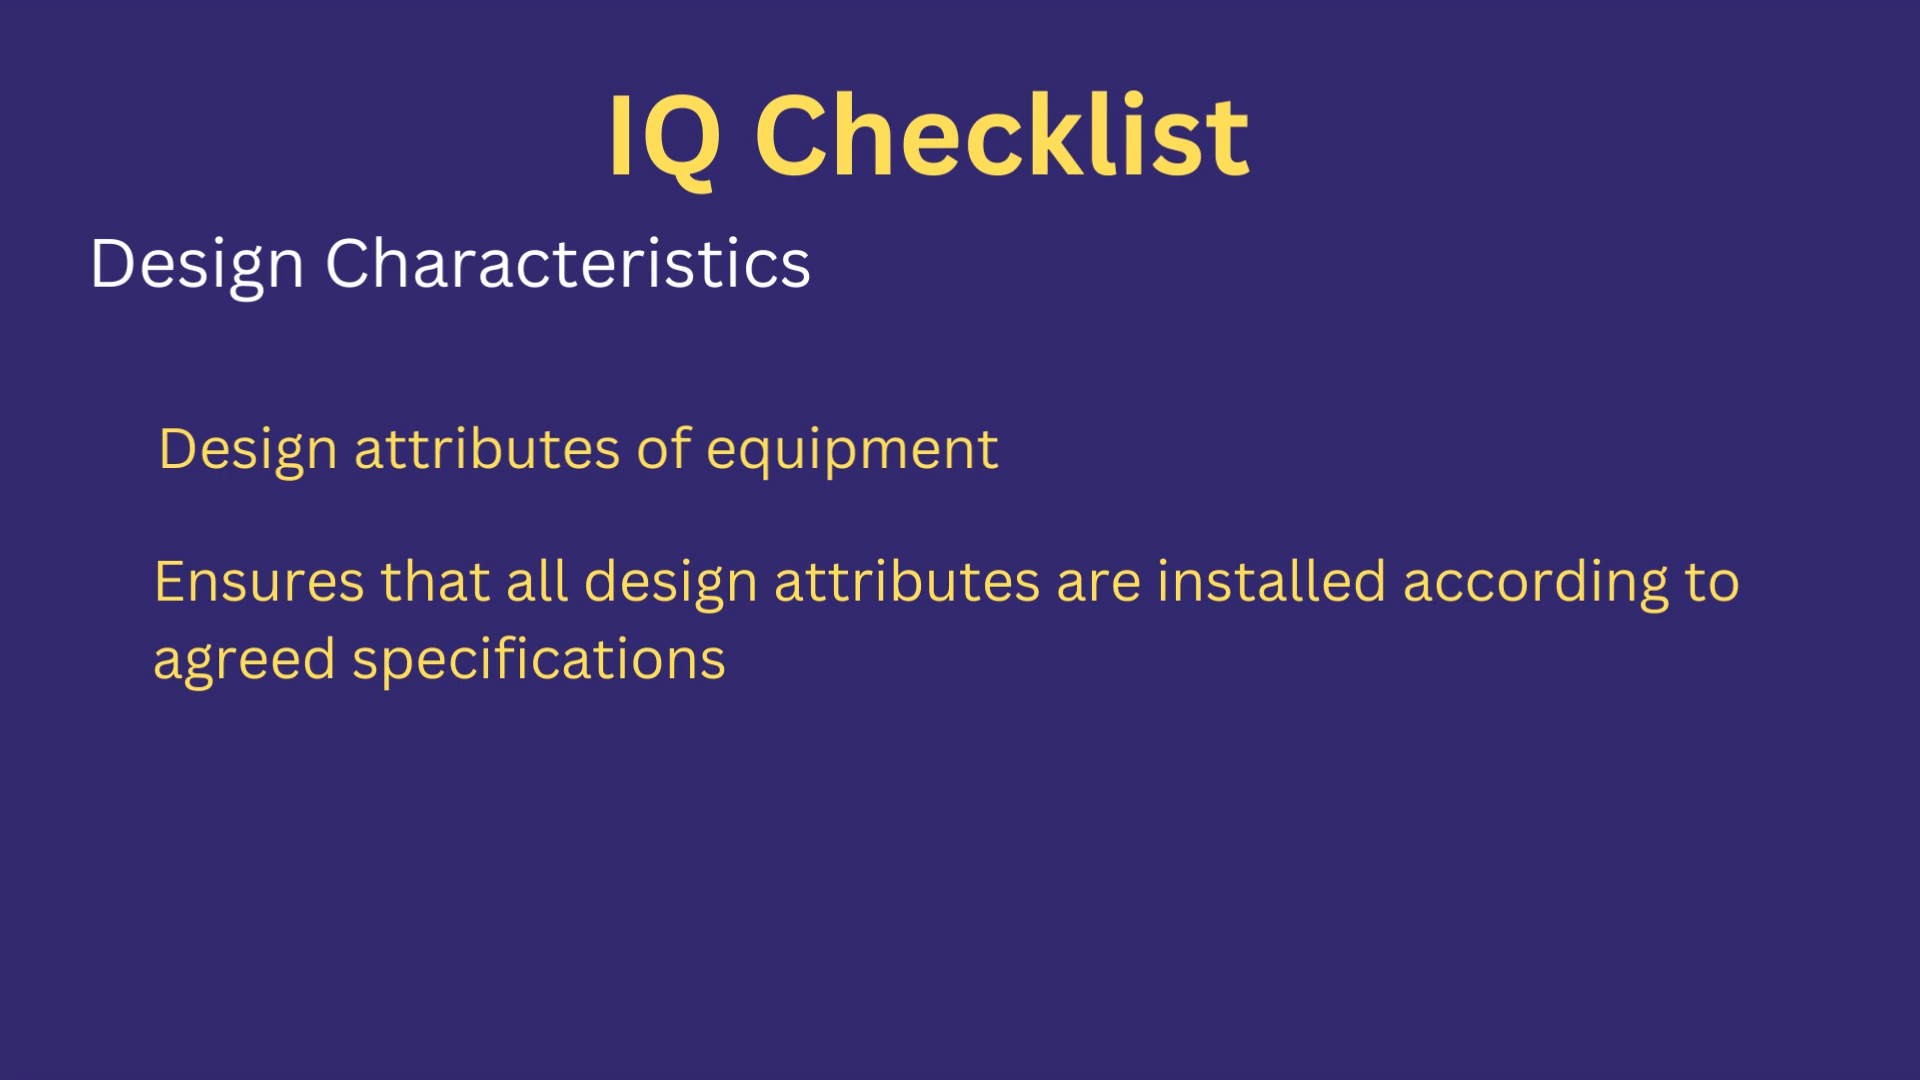 IQ Checklist
Design Characteristics
Design attributes of equipment
Ensures that all design attributes are installed according to
agreed specifications